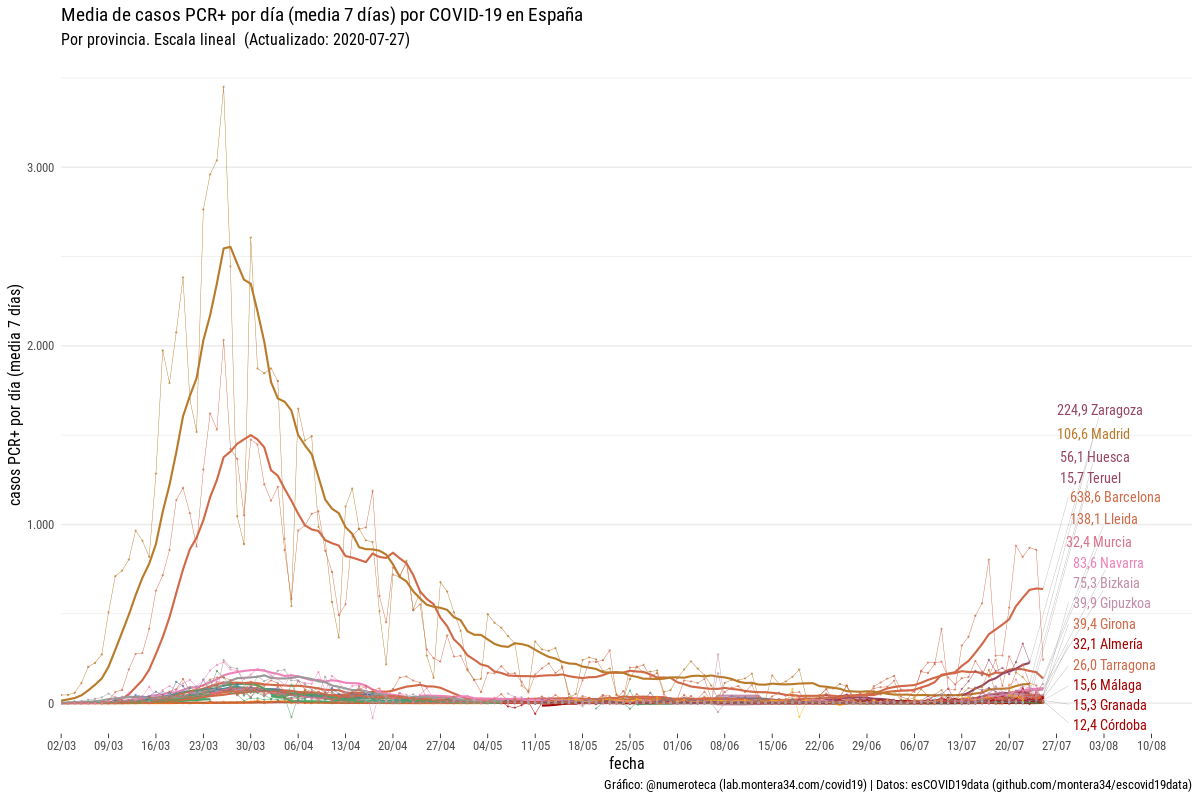 Media de casos PCR+ por día (media 7 días) por COVID-19 en España
Por provincia. Escala lineal  (Actualizado: 2020-07-27)
casos PCR+ por día (media 7 días)
3.000
2.000
1.000
0
224,9 Zaragoza
106,6 Madrid
56,1 Huesca
15,7 Teruel
638,6 Barcelona
138,1 Lleida
32,4 Murcia
83,6 Navarra
75,3 Bizkaia
39,9 Gipuzkoa
39,4 Girona
32,1 Almería
26,0 Tarragona
15,6 Málaga
15,3 Granada
12,4 Córdoba
02/03 09/03 16/03 23/03 30/03 06/04 13/04 20/04 27/04 04/05 11/05 18/05 25/05 01/06 08/06 15/06 22/06 29/06 06/07 13/07 20/07 27/07 03/08 10/08
fecha
Gráfico: @numeroteca (lab.montera34.com/covid19) | Datos: esCOVID19data (github.com/montera34/escovid19data)